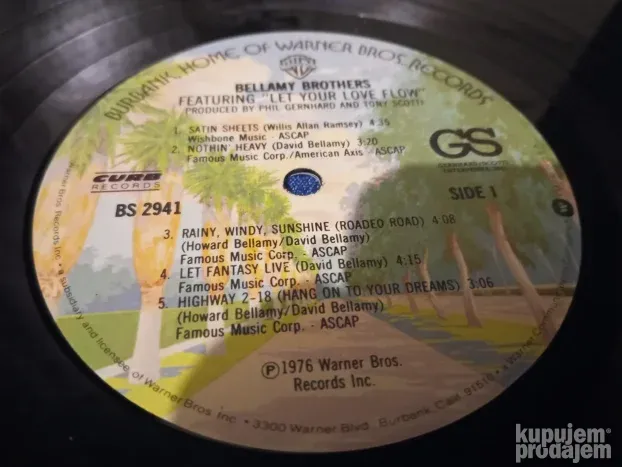 BURBANK, HOME OF WARNER BROS. RECORDS
BELLAMY BROTHERS
FEATURING "LET YOUR LOVE FLOW"
PRODUCED BY PHIL GERNHARD AND TONY SCOTTI
1. SATIN SHEETS (Willis Allan Ramsey) 4:35
Wishbone Music - ASCAP
2. NOTHIN' HEAVY (David Bellamy) 3:20
Famous Music Corp./American Axis - ASCAP
CURB
RECORDS
GS
BS 2941
SIDE 1
3. RAINY, WINDY, SUNSHINE (ROADEO ROAD) 4:08
(Howard Bellamy/David Bellamy)
Famous Music Corp. - ASCAP
4. LET FANTASY LIVE (David Bellamy) 4:15
Famous Music Corp. - ASCAP
5. HIGHWAY 2-18 (HANG ON TO YOUR DREAMS) 3:06
(Howard Bellamy/David Bellamy)
Famous Music Corp. - ASCAP
℗1976 Warner Bros.
Records Inc.
Warner Bros. Records Inc. • a subsidiary and licensee of Warner Bros. Inc. • 3300 Warner Blvd., Burbank, Calif. 91510 •
kupujem
prodajem